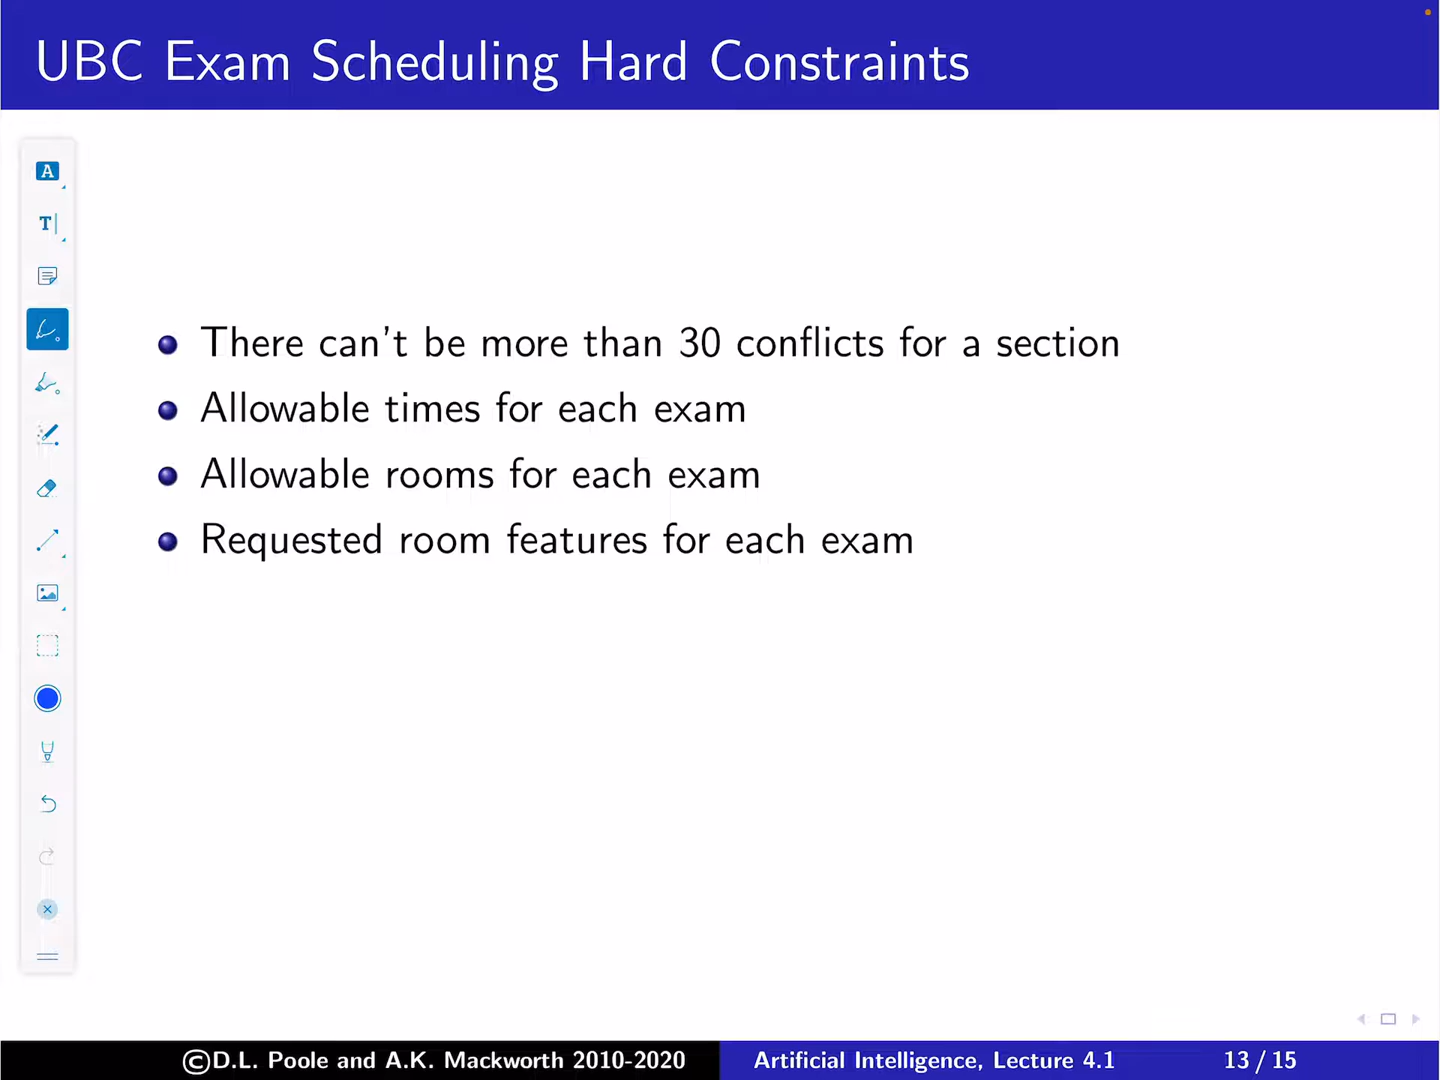 UBC Exam Scheduling Hard Constraints
A
T
There can't be more than 30 conflicts for a section
Allowable times for each exam
Allowable rooms for each exam
Requested room features for each exam
©D.L. Poole and A.K. Mackworth 2010-2020
Artificial Intelligence, Lecture 4.1
13 / 15